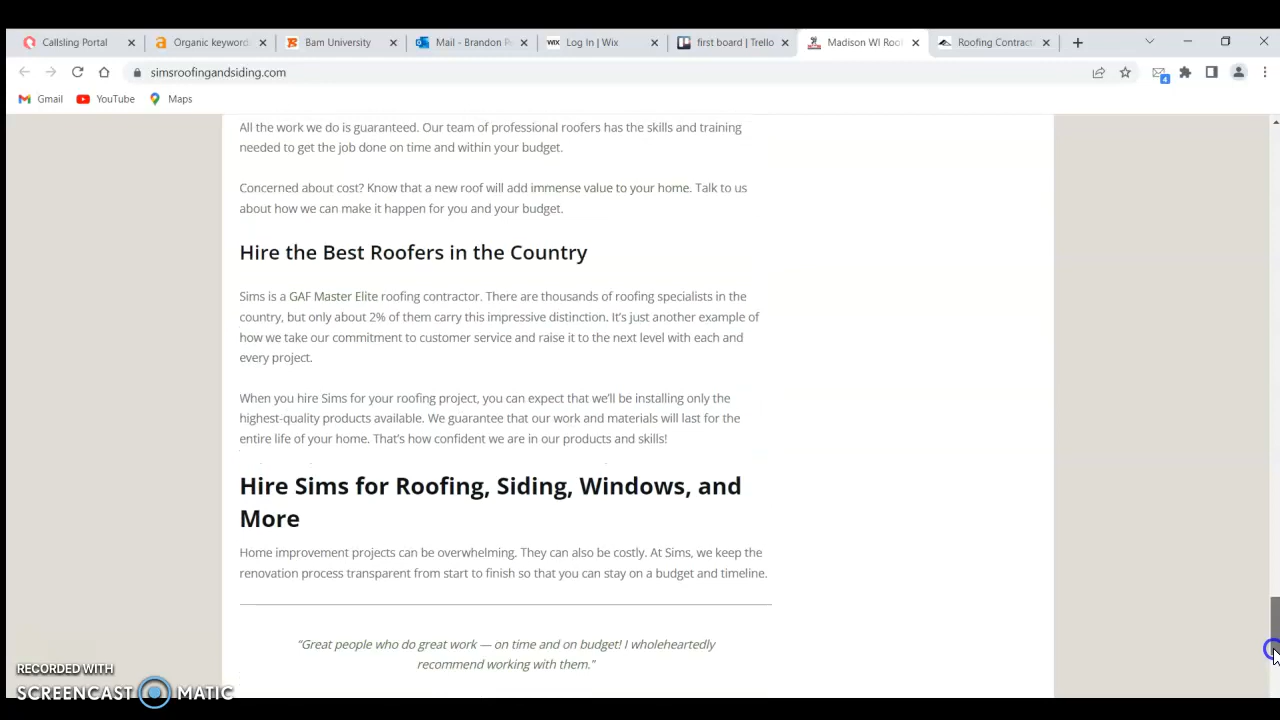 Callsling Portal
Organic keyword
Bam University
Mail - Brandon P
WIX Log In | Wix
first board | Trello
Madison WI Roo
Roofing Contrac
simsroofingandsiding.com
4
Gmail YouTube Maps
All the work we do is guaranteed. Our team of professional roofers has the skills and training
needed to get the job done on time and within your budget.
Concerned about cost? Know that a new roof will add immense value to your home. Talk to us
about how we can make it happen for you and your budget.
Hire the Best Roofers in the Country
Sims is a GAF Master Elite roofing contractor. There are thousands of roofing specialists in the
country, but only about 2% of them carry this impressive distinction. It’s just another example of
how we take our commitment to customer service and raise it to the next level with each and
every project.
When you hire Sims for your roofing project, you can expect that we’ll be installing only the
highest-quality products available. We guarantee that our work and materials will last for the
entire life of your home. That’s how confident we are in our products and skills!
Hire Sims for Roofing, Siding, Windows, and
More
Home improvement projects can be overwhelming. They can also be costly. At Sims, we keep the
renovation process transparent from start to finish so that you can stay on a budget and timeline.
“Great people who do great work — on time and on budget! I wholeheartedly
recommend working with them.”
RECORDED WITH
SCREENCAST MATIC